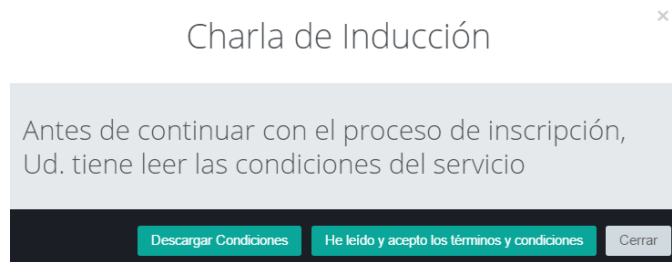 ×
Charla de Inducción
Antes de continuar con el proceso de inscripción,
Ud. tiene leer las condiciones del servicio
Descargar Condiciones
He leído y acepto los términos y condiciones
Cerrar